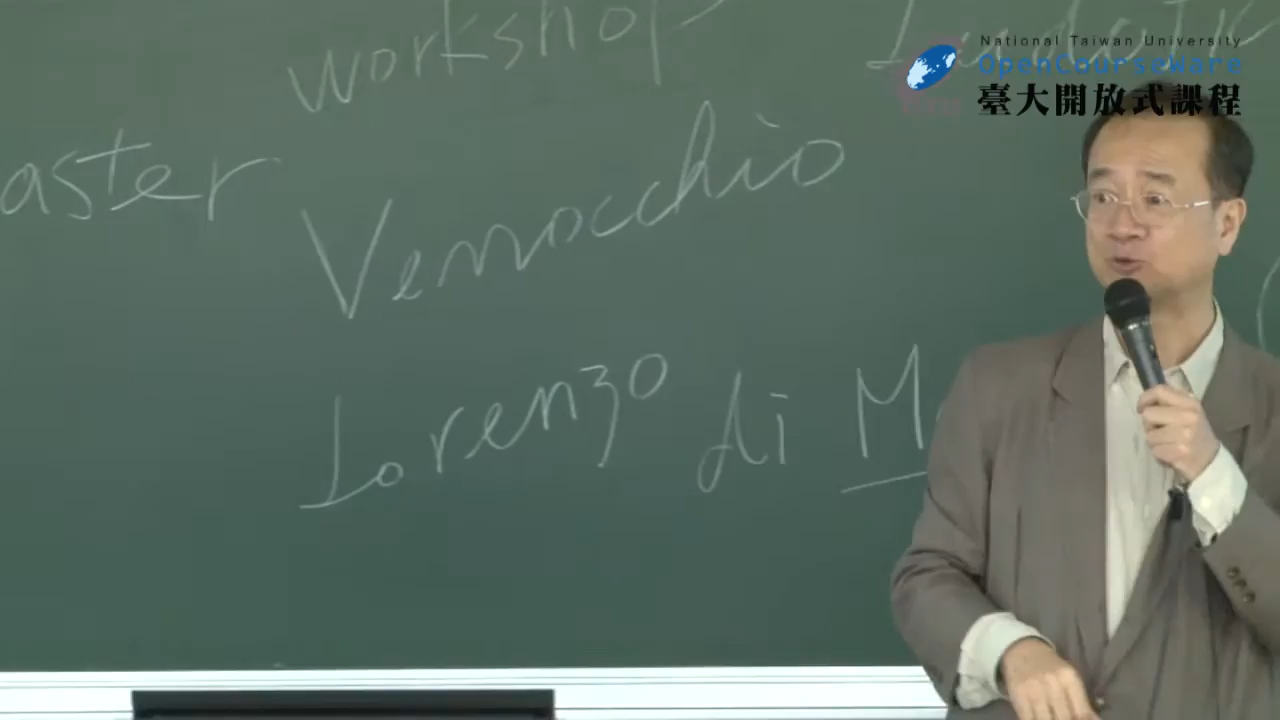 workshop
National Taiwan University
OpenCourseWare
臺大開放式課程
aster
Verrocchio
Lorenzo di M